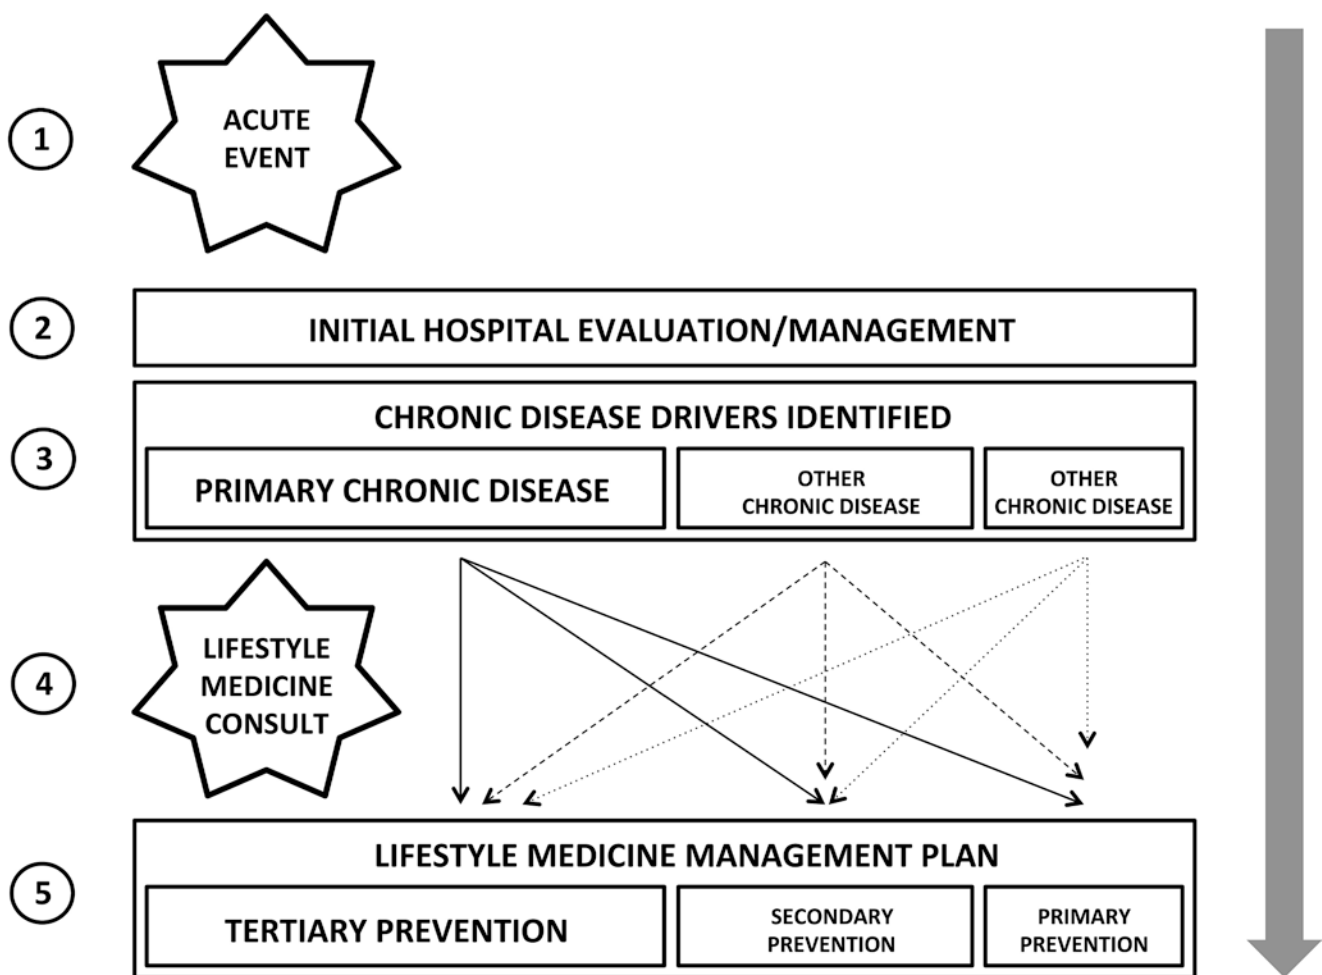 1
ACUTE
EVENT
2
INITIAL HOSPITAL EVALUATION/MANAGEMENT
3
CHRONIC DISEASE DRIVERS IDENTIFIED
PRIMARY CHRONIC DISEASE
OTHER
CHRONIC DISEASE
OTHER
CHRONIC DISEASE
4
LIFESTYLE
MEDICINE
CONSULT
5
LIFESTYLE MEDICINE MANAGEMENT PLAN
TERTIARY PREVENTION
SECONDARY
PREVENTION
PRIMARY
PREVENTION